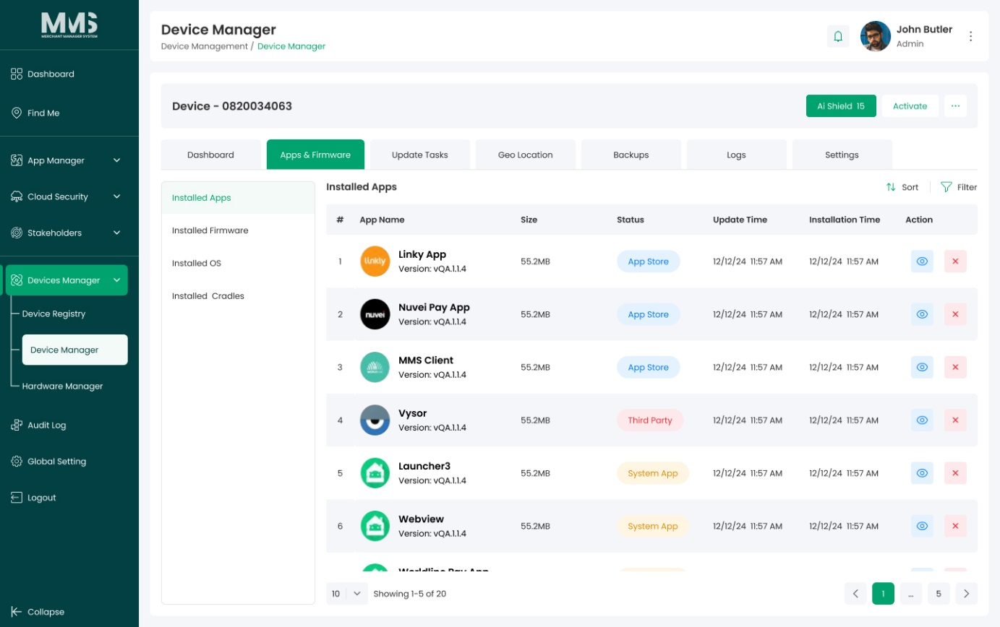 MMS
MERCHANT MANAGER SYSTEM
Dashboard
Find Me
App Manager
Cloud Security
Stakeholders
Devices Manager
Device Registry
Device Manager
Hardware Manager
Audit Log
Global Setting
Logout
Collapse
Device Manager
Device Management / Device Manager
John Butler
Admin
Device - 0820034063
Ai Shield 15 Activate ...
Dashboard Apps & Firmware Update Tasks Geo Location Backups Logs Settings
Installed Apps
Installed Firmware
Installed OS
Installed Cradles
Installed Apps
Sort Filter
# App Name Size Status Update Time Installation Time Action
1 linkly Linky App 55.2MB App Store 12/12/24 11:57 AM 12/12/24 11:57 AM
Version: vQA.1.1.4
2 nuvei Nuvei Pay App 55.2MB App Store 12/12/24 11:57 AM 12/12/24 11:57 AM
Version: vQA.1.1.4
3 MMS Client 55.2MB App Store 12/12/24 11:57 AM 12/12/24 11:57 AM
Version: vQA.1.1.4
4 Vysor 55.2MB Third Party 12/12/24 11:57 AM 12/12/24 11:57 AM
Version: vQA.1.1.4
5 Launcher3 55.2MB System App 12/12/24 11:57 AM 12/12/24 11:57 AM
Version: vQA.1.1.4
6 Webview 55.2MB System App 12/12/24 11:57 AM 12/12/24 11:57 AM
Version: vQA.1.1.4
Worldline Pay App
10 Showing 1-5 of 20
1 ... 5